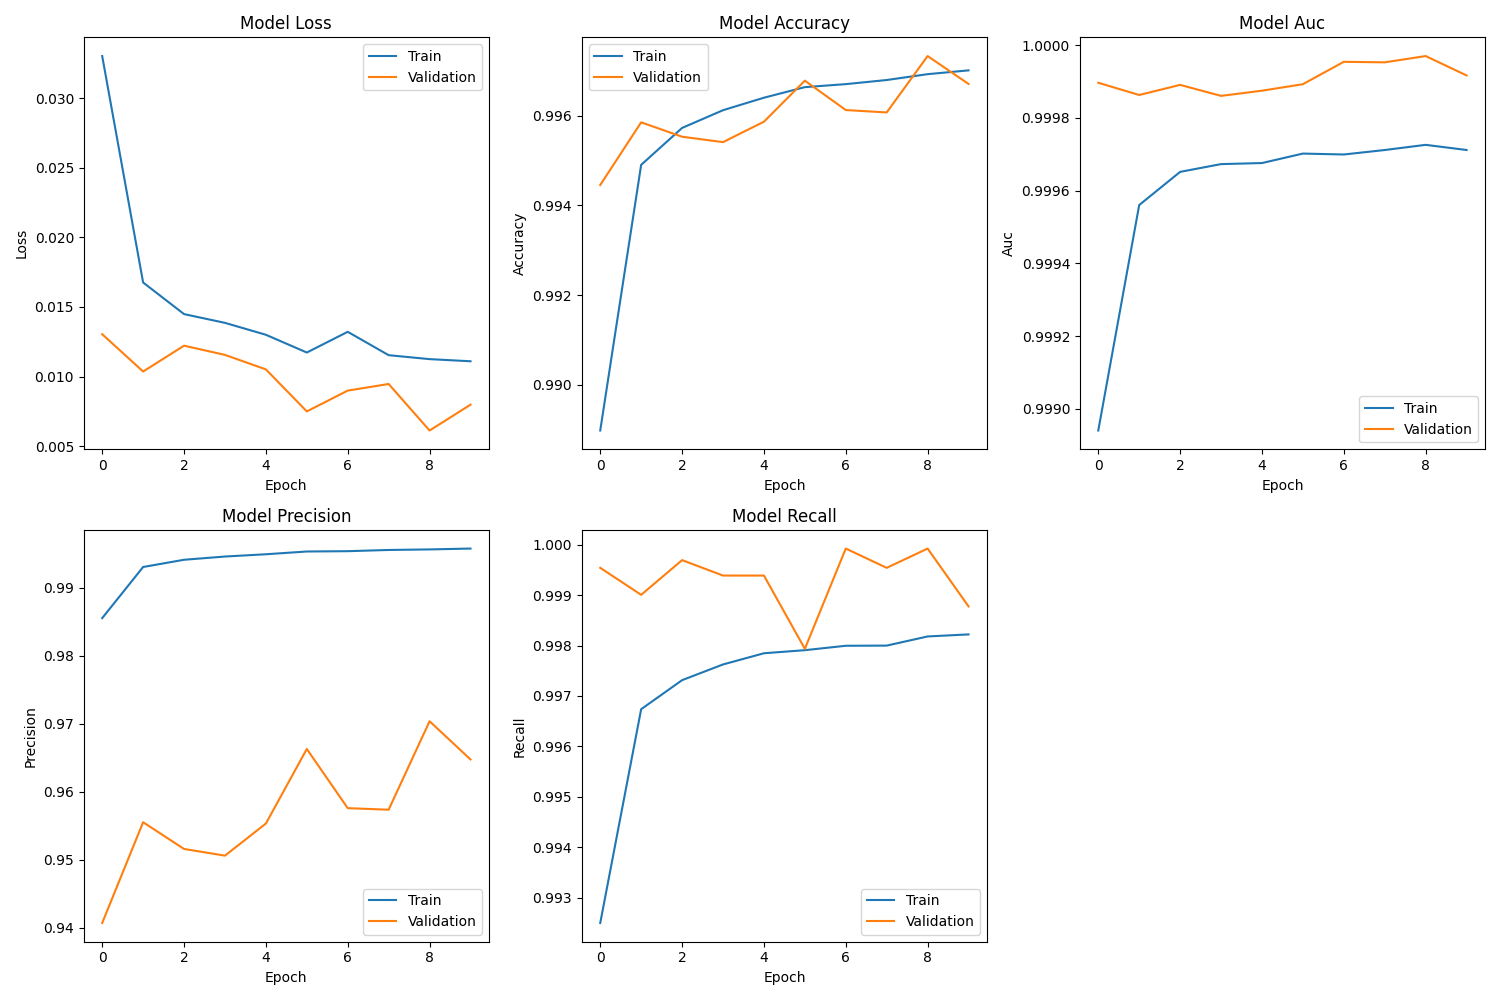 Model Loss
Train
Validation
0.030
0.025
0.020
0.015
0.010
0.005
Loss
0 2 4 6 8
Epoch
Model Accuracy
Train
Validation
0.996
0.994
0.992
0.990
Accuracy
0 2 4 6 8
Epoch
Model Auc
1.0000
0.9998
0.9996
0.9994
0.9992
0.9990
Auc
Train
Validation
0 2 4 6 8
Epoch
Model Precision
0.99
0.98
0.97
0.96
0.95
0.94
Precision
Train
Validation
0 2 4 6 8
Epoch
Model Recall
1.000
0.999
0.998
0.997
0.996
0.995
0.994
0.993
Recall
Train
Validation
0 2 4 6 8
Epoch